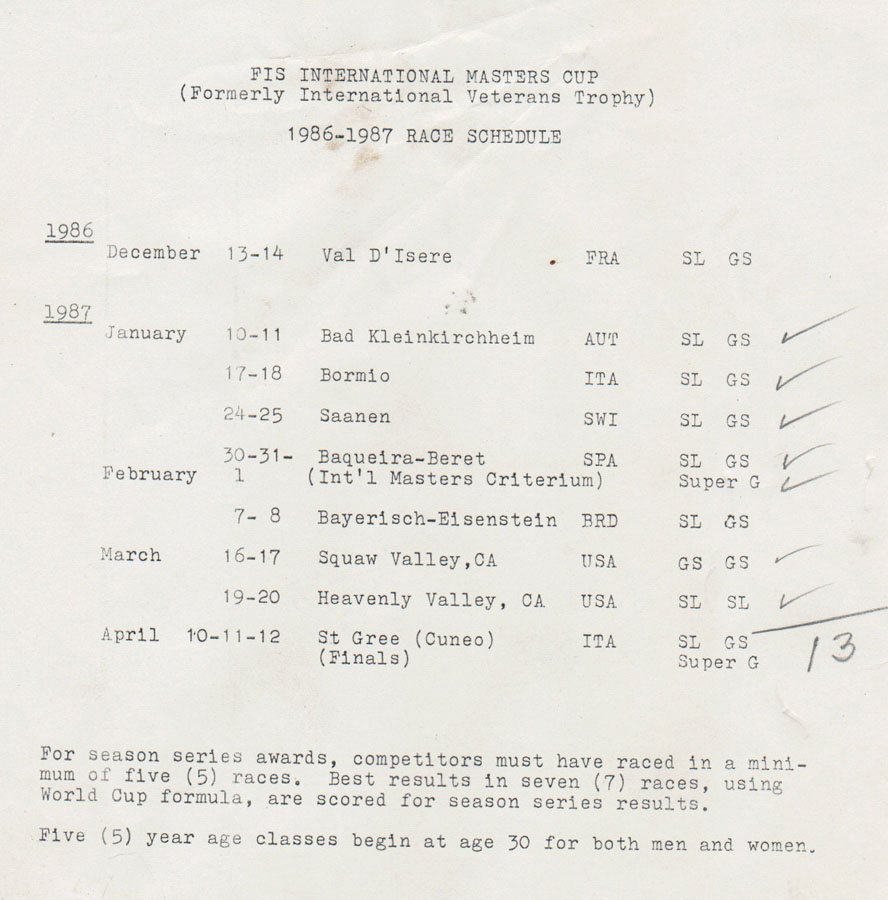 FIS INTERNATIONAL MASTERS CUP
(Formerly International Veterans Trophy)
1986-1987 RACE SCHEDULE
1986
December 13-14 Val D'Isere FRA SL GS
1987
January 10-11 Bad Kleinkirchheim AUT SL GS ✓
17-18 Bormio ITA SL GS ✓
24-25 Saanen SWI SL GS ✓
30-31- Baqueira-Beret SPA SL GS ✓
February 1 (Int'l Masters Criterium) Super G ✓
7- 8 Bayerisch-Eisenstein BRD SL GS
March 16-17 Squaw Valley,CA USA GS GS ✓
19-20 Heavenly Valley, CA USA SL SL ✓
April 10-11-12 St Gree (Cuneo) ITA SL GS 13
(Finals) Super G
For season series awards, competitors must have raced in a mini-
mum of five (5) races. Best results in seven (7) races, using
World Cup formula, are scored for season series results.
Five (5) year age classes begin at age 30 for both men and women.